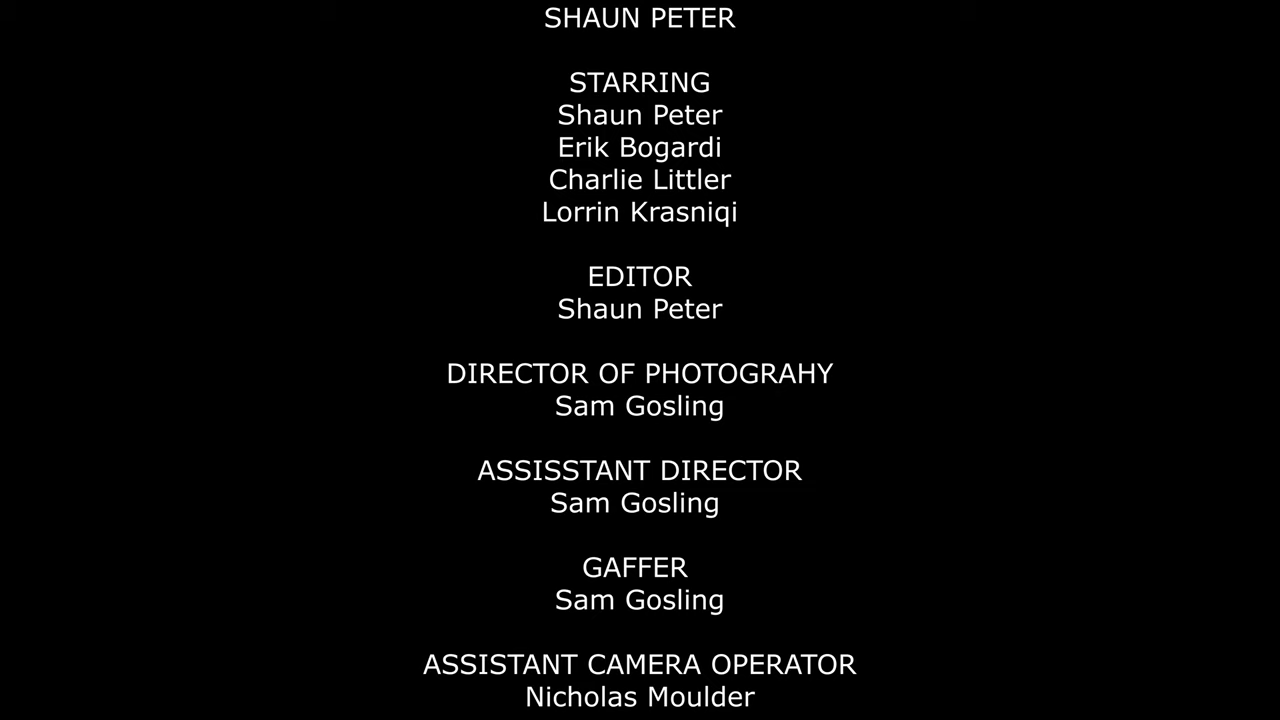 SHAUN PETER
STARRING
Shaun Peter
Erik Bogardi
Charlie Littler
Lorrin Krasniqi
EDITOR
Shaun Peter
DIRECTOR OF PHOTOGRAHY
Sam Gosling
ASSISSTANT DIRECTOR
Sam Gosling
GAFFER
Sam Gosling
ASSISTANT CAMERA OPERATOR
Nicholas Moulder